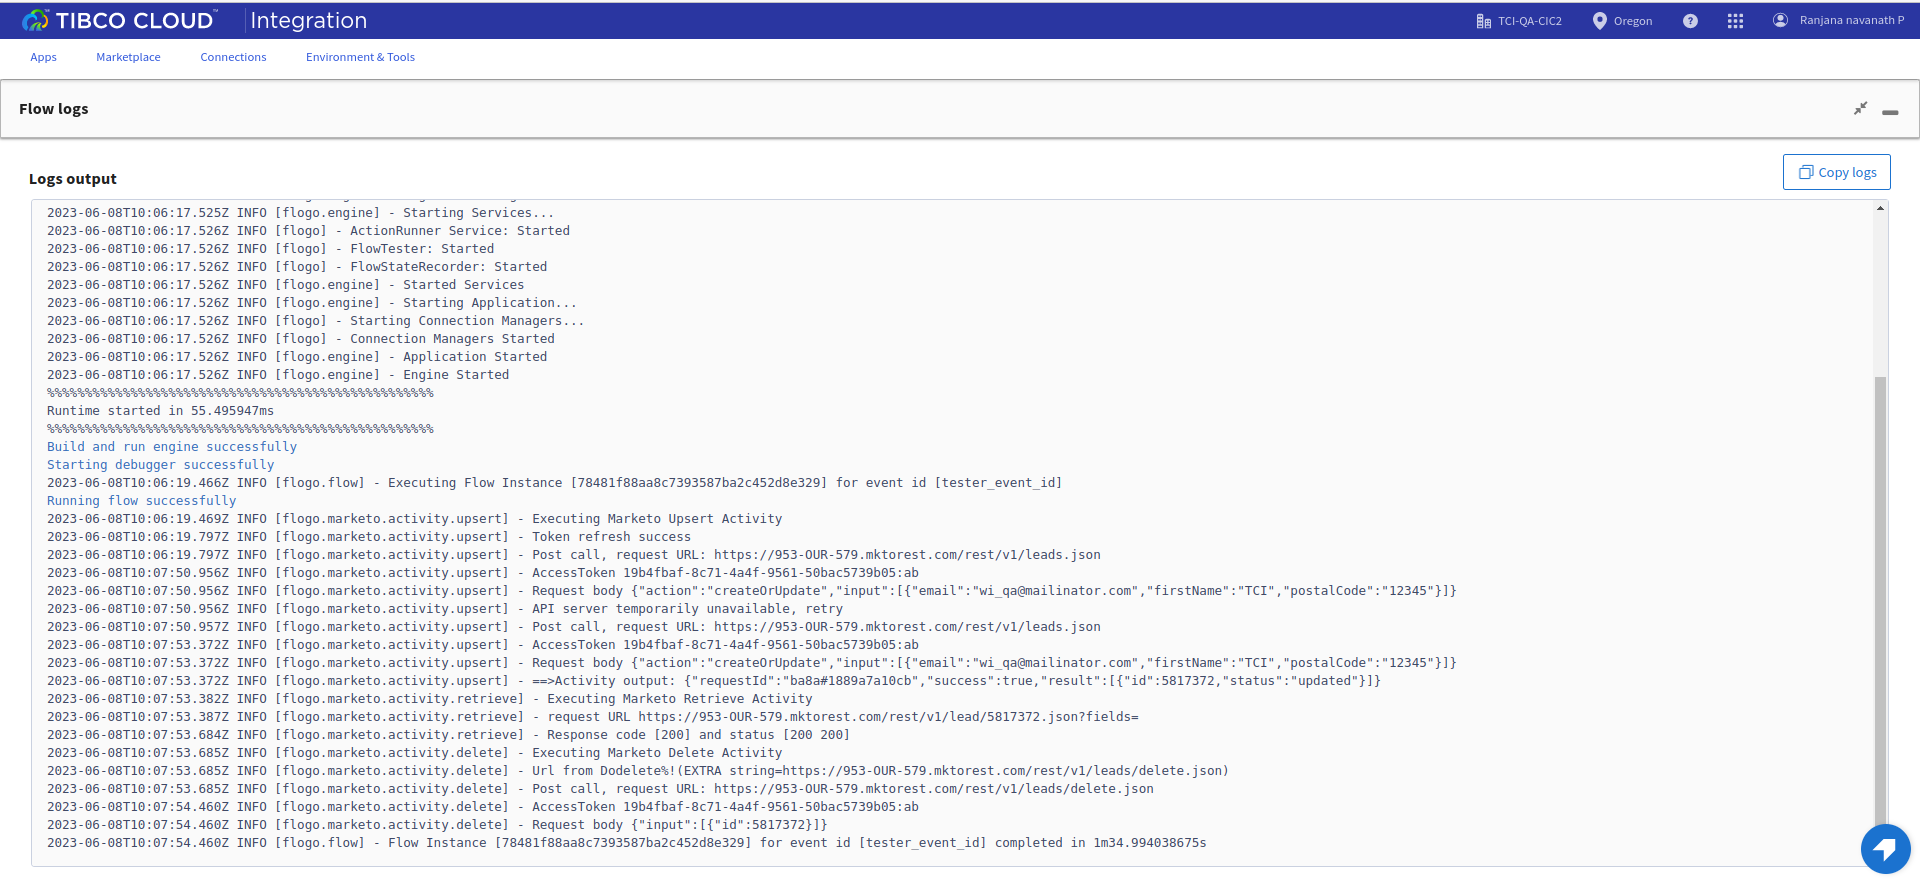 TIBCO CLOUD™ Integration
TCI-QA-CIC2
Oregon
?
Ranjana navanath P
Apps
Marketplace
Connections
Environment & Tools
Flow logs
Logs output
Copy logs
2023-06-08T10:06:17.525Z INFO [flogo.engine] - Starting Services...
2023-06-08T10:06:17.526Z INFO [flogo] - ActionRunner Service: Started
2023-06-08T10:06:17.526Z INFO [flogo] - FlowTester: Started
2023-06-08T10:06:17.526Z INFO [flogo] - FlowStateRecorder: Started
2023-06-08T10:06:17.526Z INFO [flogo.engine] - Started Services
2023-06-08T10:06:17.526Z INFO [flogo.engine] - Starting Application...
2023-06-08T10:06:17.526Z INFO [flogo] - Starting Connection Managers...
2023-06-08T10:06:17.526Z INFO [flogo] - Connection Managers Started
2023-06-08T10:06:17.526Z INFO [flogo.engine] - Application Started
2023-06-08T10:06:17.526Z INFO [flogo.engine] - Engine Started
%%%%%%%%%%%%%%%%%%%%%%%%%%%%%%%%%%%%%%%%%%%%%%%%%%%
Runtime started in 55.495947ms
%%%%%%%%%%%%%%%%%%%%%%%%%%%%%%%%%%%%%%%%%%%%%%%%%%%
Build and run engine successfully
Starting debugger successfully
2023-06-08T10:06:19.466Z INFO [flogo.flow] - Executing Flow Instance [78481f88aa8c7393587ba2c452d8e329] for event id [tester_event_id]
Running flow successfully
2023-06-08T10:06:19.469Z INFO [flogo.marketo.activity.upsert] - Executing Marketo Upsert Activity
2023-06-08T10:06:19.797Z INFO [flogo.marketo.activity.upsert] - Token refresh success
2023-06-08T10:06:19.797Z INFO [flogo.marketo.activity.upsert] - Post call, request URL: https://953-OUR-579.mktorest.com/rest/v1/leads.json
2023-06-08T10:07:50.956Z INFO [flogo.marketo.activity.upsert] - AccessToken 19b4fbaf-8c71-4a4f-9561-50bac5739b05:ab
2023-06-08T10:07:50.956Z INFO [flogo.marketo.activity.upsert] - Request body {"action":"createOrUpdate","input":[{"email":"wi_qa@mailinator.com","firstName":"TCI","postalCode":"12345"}]}
2023-06-08T10:07:50.956Z INFO [flogo.marketo.activity.upsert] - API server temporarily unavailable, retry
2023-06-08T10:07:50.957Z INFO [flogo.marketo.activity.upsert] - Post call, request URL: https://953-OUR-579.mktorest.com/rest/v1/leads.json
2023-06-08T10:07:53.372Z INFO [flogo.marketo.activity.upsert] - AccessToken 19b4fbaf-8c71-4a4f-9561-50bac5739b05:ab
2023-06-08T10:07:53.372Z INFO [flogo.marketo.activity.upsert] - Request body {"action":"createOrUpdate","input":[{"email":"wi_qa@mailinator.com","firstName":"TCI","postalCode":"12345"}]}
2023-06-08T10:07:53.372Z INFO [flogo.marketo.activity.upsert] - ==>Activity output: {"requestId":"ba8a#1889a7a10cb","success":true,"result":[{"id":5817372,"status":"updated"}]}
2023-06-08T10:07:53.382Z INFO [flogo.marketo.activity.retrieve] - Executing Marketo Retrieve Activity
2023-06-08T10:07:53.387Z INFO [flogo.marketo.activity.retrieve] - request URL https://953-OUR-579.mktorest.com/rest/v1/lead/5817372.json?fields=
2023-06-08T10:07:53.684Z INFO [flogo.marketo.activity.retrieve] - Response code [200] and status [200 200]
2023-06-08T10:07:53.685Z INFO [flogo.marketo.activity.delete] - Executing Marketo Delete Activity
2023-06-08T10:07:53.685Z INFO [flogo.marketo.activity.delete] - Url from Dodelete%!(EXTRA string=https://953-OUR-579.mktorest.com/rest/v1/leads/delete.json)
2023-06-08T10:07:53.685Z INFO [flogo.marketo.activity.delete] - Post call, request URL: https://953-OUR-579.mktorest.com/rest/v1/leads/delete.json
2023-06-08T10:07:54.460Z INFO [flogo.marketo.activity.delete] - AccessToken 19b4fbaf-8c71-4a4f-9561-50bac5739b05:ab
2023-06-08T10:07:54.460Z INFO [flogo.marketo.activity.delete] - Request body {"input":[{"id":5817372}]}
2023-06-08T10:07:54.460Z INFO [flogo.flow] - Flow Instance [78481f88aa8c7393587ba2c452d8e329] for event id [tester_event_id] completed in 1m34.994038675s